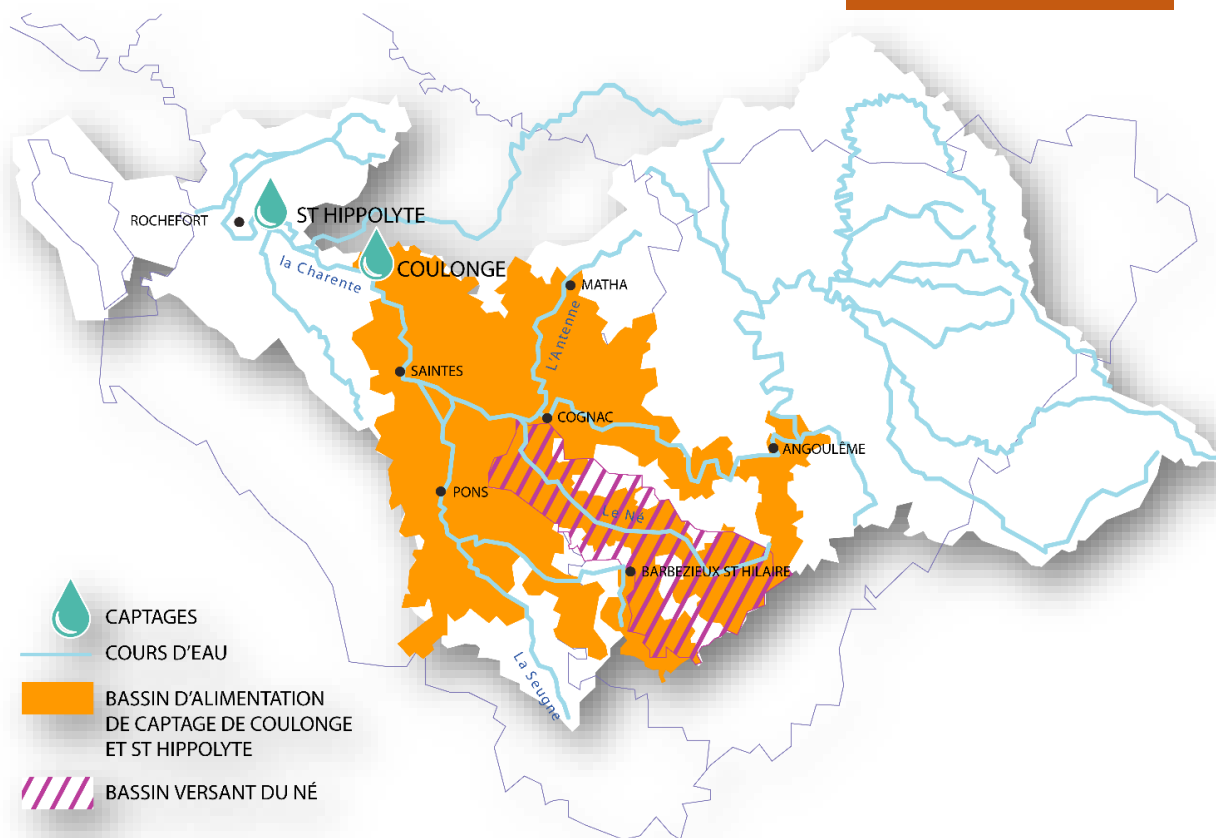 ROCHEFORT
ST HIPPOLYTE
la Charente
COULONGE
MATHA
L'Antenne
SAINTES
COGNAC
ANGOULÊME
PONS
Le Né
BARBEZIEUX ST HILAIRE
La Seugne
CAPTAGES
COURS D'EAU
BASSIN D'ALIMENTATION
DE CAPTAGE DE COULONGE
ET ST HIPPOLYTE
BASSIN VERSANT DU NÉ